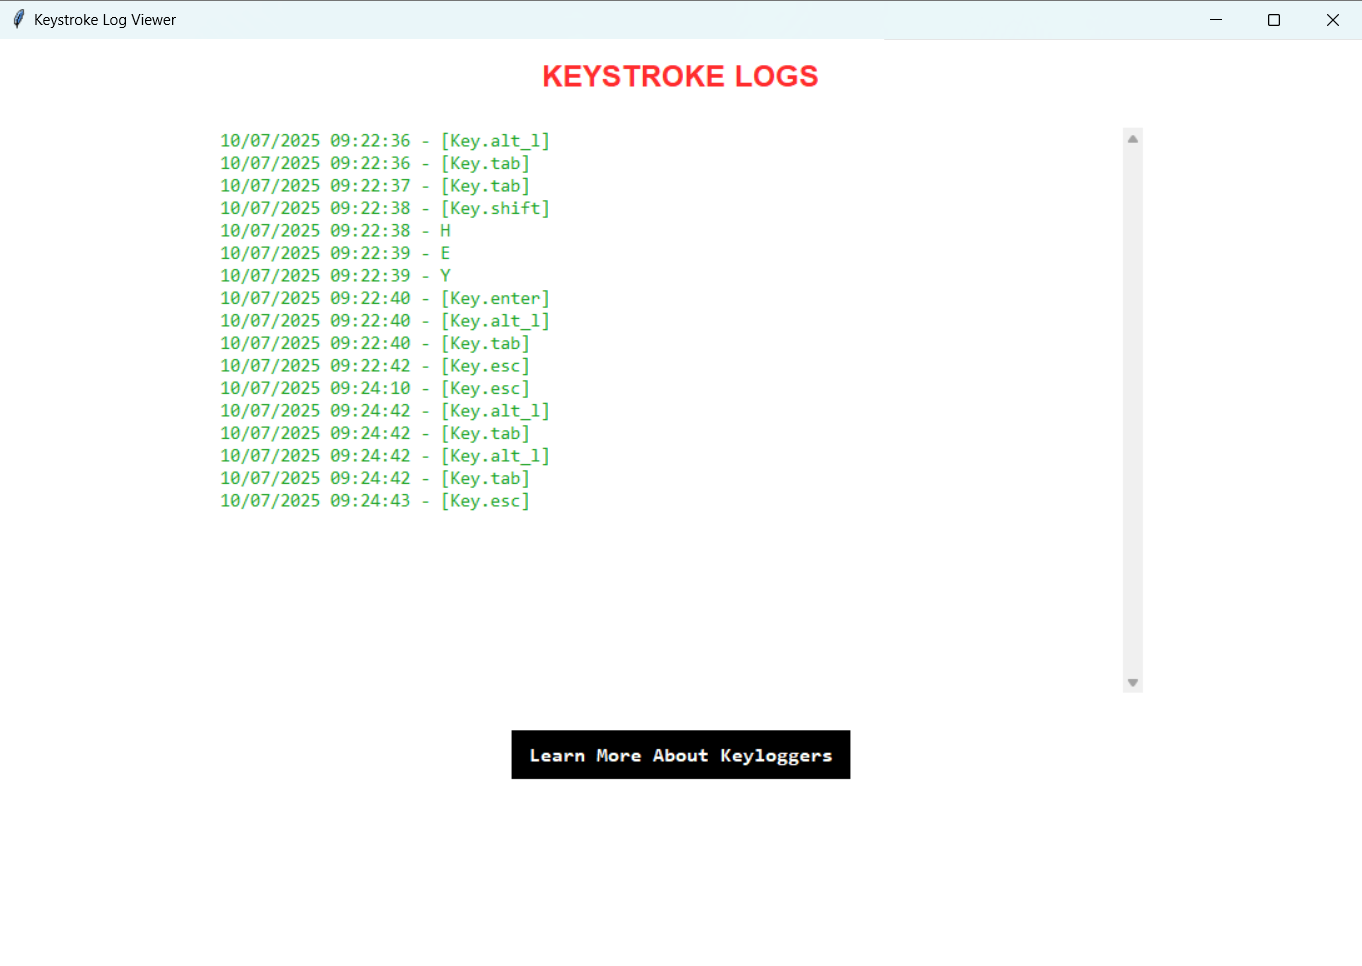 Keystroke Log Viewer
KEYSTROKE LOGS
10/07/2025 09:22:36 - [Key.alt_l]
10/07/2025 09:22:36 - [Key.tab]
10/07/2025 09:22:37 - [Key.tab]
10/07/2025 09:22:38 - [Key.shift]
10/07/2025 09:22:38 - H
10/07/2025 09:22:39 - E
10/07/2025 09:22:39 - Y
10/07/2025 09:22:40 - [Key.enter]
10/07/2025 09:22:40 - [Key.alt_l]
10/07/2025 09:22:40 - [Key.tab]
10/07/2025 09:22:42 - [Key.esc]
10/07/2025 09:24:10 - [Key.esc]
10/07/2025 09:24:42 - [Key.alt_l]
10/07/2025 09:24:42 - [Key.tab]
10/07/2025 09:24:42 - [Key.alt_l]
10/07/2025 09:24:42 - [Key.tab]
10/07/2025 09:24:43 - [Key.esc]
Learn More About Keyloggers